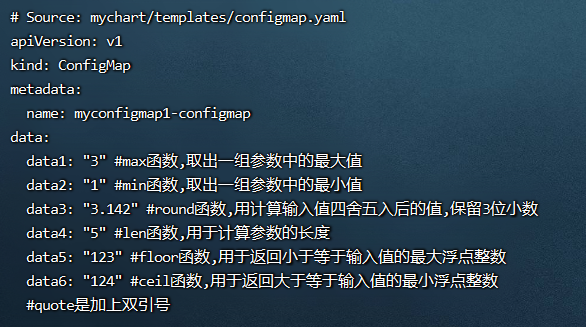 # Source: mychart/templates/configmap.yaml
apiVersion: v1
kind: ConfigMap
metadata:
  name: myconfigmap1-configmap
data:
  data1: "3" #max函数,取出一组参数中的最大值
  data2: "1" #min函数,取出一组参数中的最小值
  data3: "3.142" #round函数,用计算输入值四舍五入后的值,保留3位小数
  data4: "5" #len函数,用于计算参数的长度
  data5: "123" #floor函数,用于返回小于等于输入值的最大浮点整数
  data6: "124" #ceil函数,用于返回大于等于输入值的最小浮点整数
  #quote是加上双引号